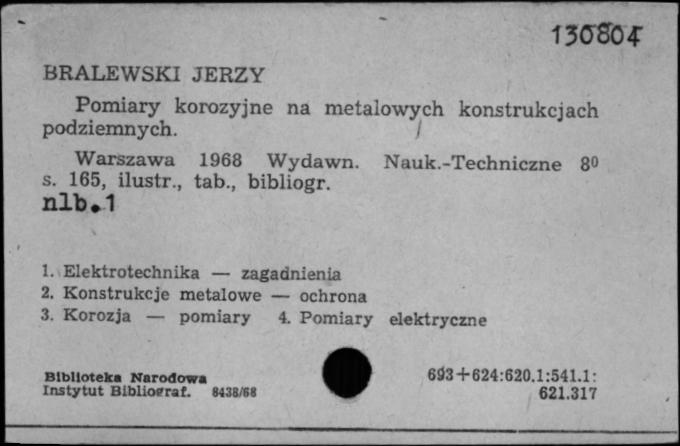 130804
BRALEWSKI JERZY
Pomiary korozyjne na metalowych konstrukcjach
podziemnych.
Warszawa 1968 Wydawn. Nauk.-Techniczne 8⁰
s. 165, ilustr., tab., bibliogr.
nlb.1
1. Elektrotechnika — zagadnienia
2. Konstrukcje metalowe — ochrona
3. Korozja — pomiary 4. Pomiary elektryczne
Biblioteka Narodowa
Instytut Bibliograf. 8438/68
693+624:620.1:541.1:
621.317